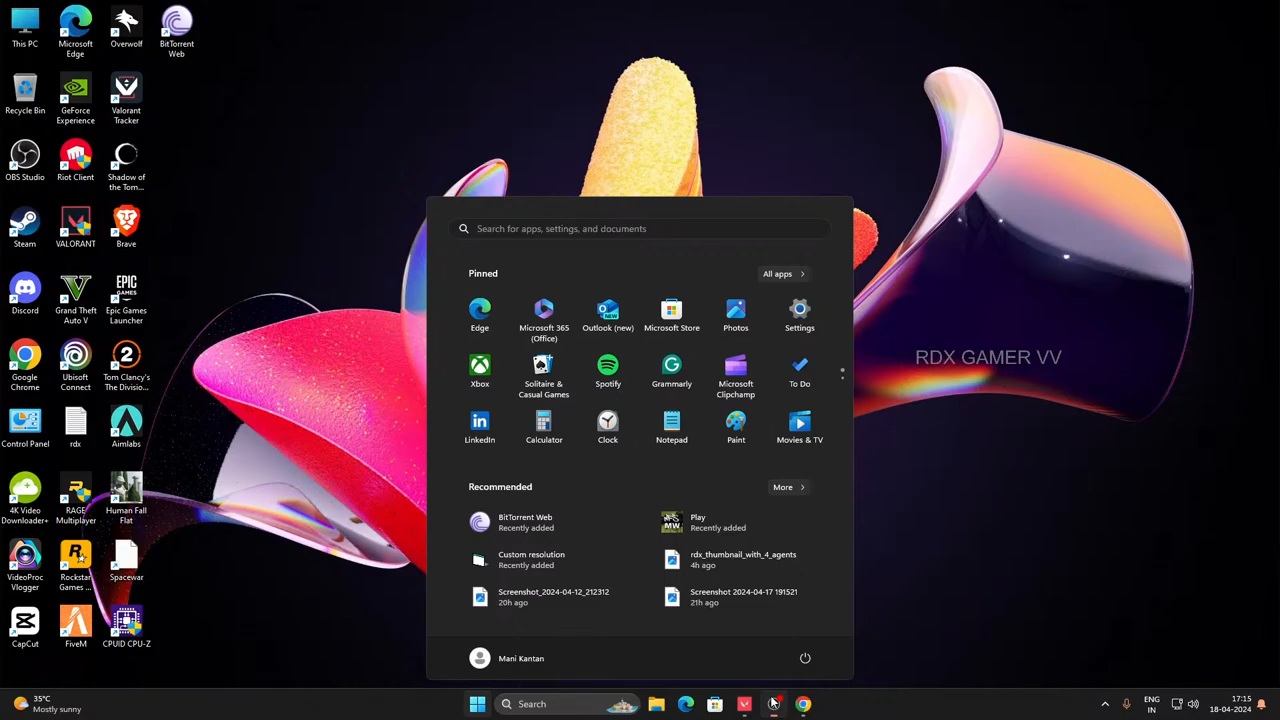 This PC
Microsoft
Edge
Overwolf
BitTorrent
Web
Recycle Bin
GeForce
Experience
Valorant
Tracker
OBS Studio
Riot Client
Shadow of
the Tom...
Steam
VALORANT
Brave
Discord
Grand Theft
Auto V
Epic Games
Launcher
Google
Chrome
Ubisoft
Connect
Tom Clancy's
The Divisio...
Control Panel
rdx
Aimlabs
4K Video
Downloader+
RAGE
Multiplayer
Human Fall
Flat
VideoProc
Vlogger
Rockstar
Games ...
Spacewar
CapCut
FiveM
CPUID CPU-Z
Search for apps, settings, and documents
Pinned
All apps
Edge
Microsoft 365
(Office)
Outlook (new)
Microsoft Store
Photos
Settings
Xbox
Solitaire &
Casual Games
Spotify
Grammarly
Microsoft
Clipchamp
To Do
LinkedIn
Calculator
Clock
Notepad
Paint
Movies & TV
Recommended
More
BitTorrent Web
Recently added
Play
Recently added
Custom resolution
Recently added
rdx_thumbnail_with_4_agents
4h ago
Screenshot_2024-04-12_212312
20h ago
Screenshot 2024-04-17 191521
21h ago
Mani Kantan
RDX GAMER VV
35°C
Mostly sunny
Search
ENG
IN
17:15
18-04-2024